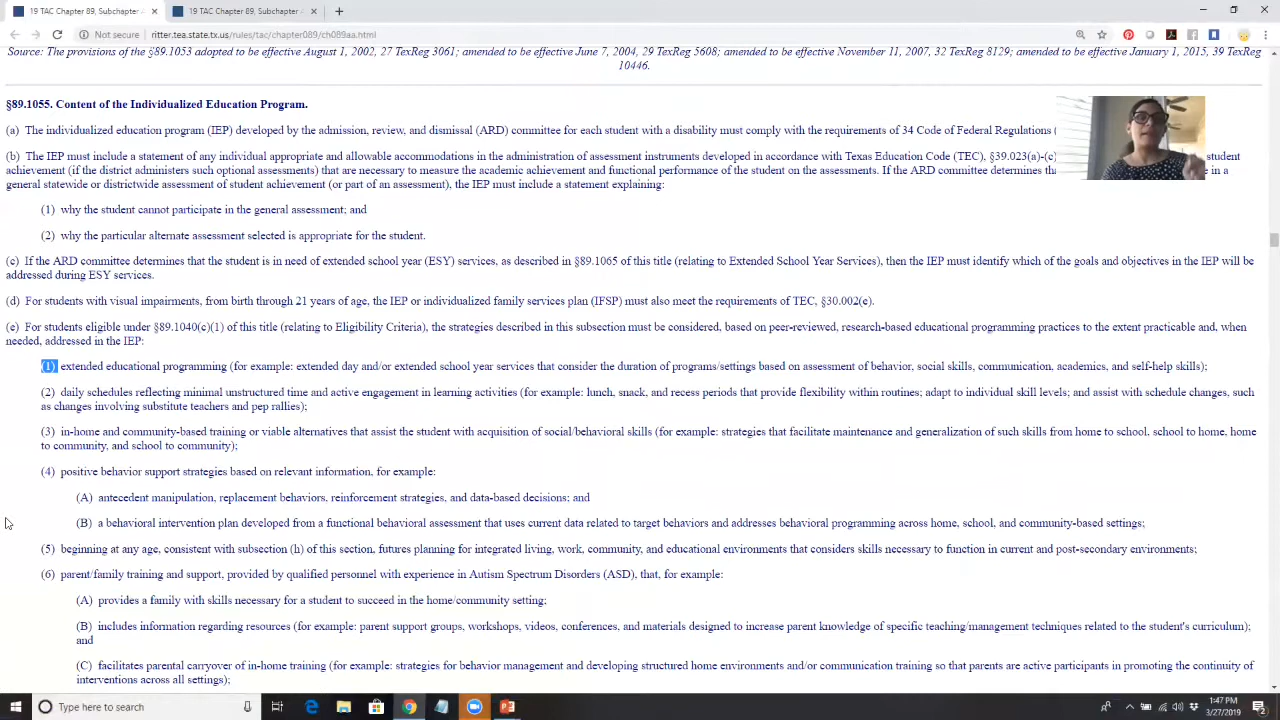 19 TAC Chapter 89, Subchapter A
19 TAC Chapter 89, Subchapter A
Not secure | ritter.tea.state.tx.us/rules/tac/chapter089/ch089aa.html
Source: The provisions of the §89.1053 adopted to be effective August 1, 2002, 27 TexReg 3061; amended to be effective June 7, 2004, 29 TexReg 5608; amended to be effective November 11, 2007, 32 TexReg 8129; amended to be effective January 1, 2015, 39 TexReg
10446.
§89.1055. Content of the Individualized Education Program.
(a) The individualized education program (IEP) developed by the admission, review, and dismissal (ARD) committee for each student with a disability must comply with the requirements of 34 Code of Federal Regulations (
(b) The IEP must include a statement of any individual appropriate and allowable accommodations in the administration of assessment instruments developed in accordance with Texas Education Code (TEC), §39.023(a)-(c) student
achievement (if the district administers such optional assessments) that are necessary to measure the academic achievement and functional performance of the student on the assessments. If the ARD committee determines tha e in a
general statewide or districtwide assessment of student achievement (or part of an assessment), the IEP must include a statement explaining:
(1) why the student cannot participate in the general assessment; and
(2) why the particular alternate assessment selected is appropriate for the student.
(c) If the ARD committee determines that the student is in need of extended school year (ESY) services, as described in §89.1065 of this title (relating to Extended School Year Services), then the IEP must identify which of the goals and objectives in the IEP will be
addressed during ESY services.
(d) For students with visual impairments, from birth through 21 years of age, the IEP or individualized family services plan (IFSP) must also meet the requirements of TEC, §30.002(e).
(e) For students eligible under §89.1040(c)(1) of this title (relating to Eligibility Criteria), the strategies described in this subsection must be considered, based on peer-reviewed, research-based educational programming practices to the extent practicable and, when
needed, addressed in the IEP:
(1) extended educational programming (for example: extended day and/or extended school year services that consider the duration of programs/settings based on assessment of behavior, social skills, communication, academics, and self-help skills);
(2) daily schedules reflecting minimal unstructured time and active engagement in learning activities (for example: lunch, snack, and recess periods that provide flexibility within routines; adapt to individual skill levels; and assist with schedule changes, such
as changes involving substitute teachers and pep rallies);
(3) in-home and community-based training or viable alternatives that assist the student with acquisition of social/behavioral skills (for example: strategies that facilitate maintenance and generalization of such skills from home to school, school to home, home
to community, and school to community);
(4) positive behavior support strategies based on relevant information, for example:
(A) antecedent manipulation, replacement behaviors, reinforcement strategies, and data-based decisions; and
(B) a behavioral intervention plan developed from a functional behavioral assessment that uses current data related to target behaviors and addresses behavioral programming across home, school, and community-based settings;
(5) beginning at any age, consistent with subsection (h) of this section, futures planning for integrated living, work, community, and educational environments that considers skills necessary to function in current and post-secondary environments;
(6) parent/family training and support, provided by qualified personnel with experience in Autism Spectrum Disorders (ASD), that, for example:
(A) provides a family with skills necessary for a student to succeed in the home/community setting;
(B) includes information regarding resources (for example: parent support groups, workshops, videos, conferences, and materials designed to increase parent knowledge of specific teaching/management techniques related to the student's curriculum);
and
(C) facilitates parental carryover of in-home training (for example: strategies for behavior management and developing structured home environments and/or communication training so that parents are active participants in promoting the continuity of
interventions across all settings);
Type here to search
1:47 PM
3/27/2019
2